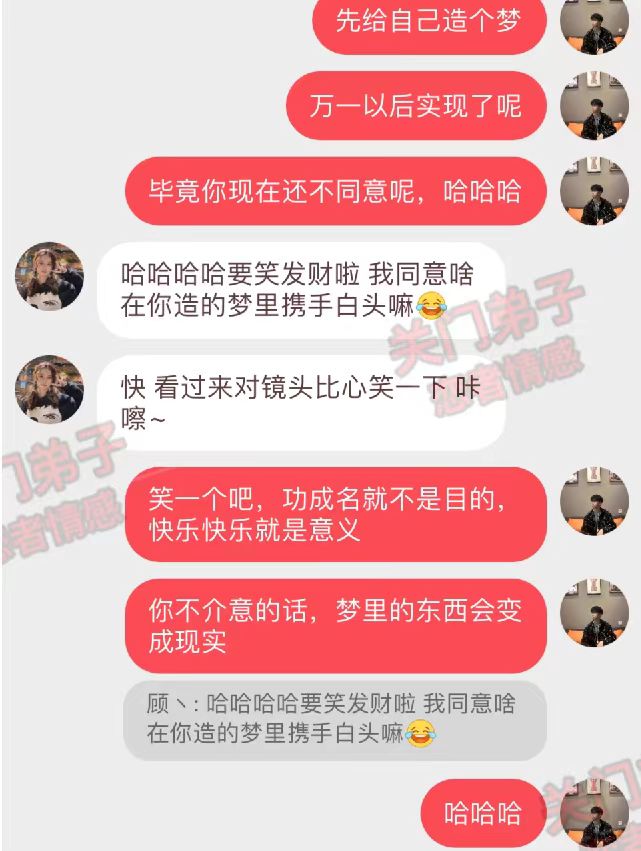 先给自己造个梦
万一以后实现了呢
毕竟你现在还不同意呢，哈哈哈
哈哈哈哈要笑发财啦 我同意啥
在你造的梦里携手白头嘛😂
关门弟子
恋者情感
快 看过来对镜头比心笑一下 咔
嚓~
门弟子
者情感
笑一个吧，功成名就不是目的，
快乐快乐就是意义
你不介意的话，梦里的东西会变
成现实
顾丶: 哈哈哈哈要笑发财啦 我同意啥
在你造的梦里携手白头嘛😂
哈哈哈
关门弟